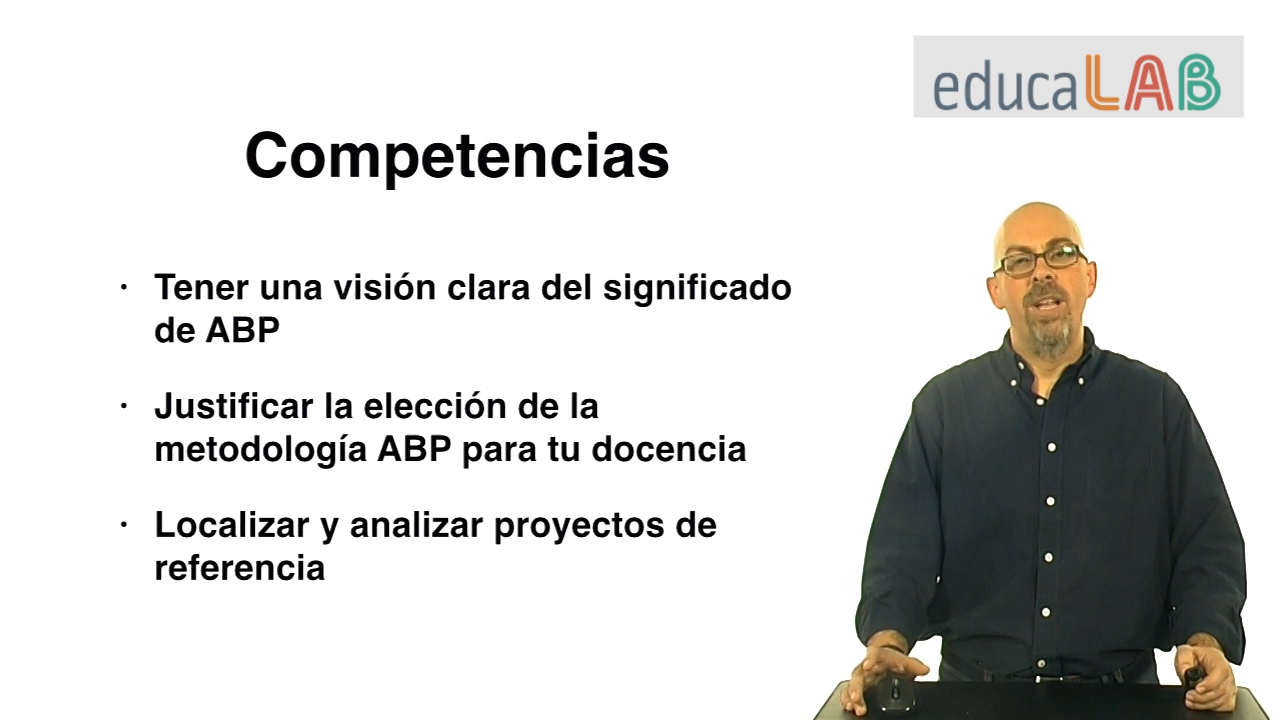 educaLAB
Competencias
· Tener una visión clara del significado
de ABP
· Justificar la elección de la
metodología ABP para tu docencia
· Localizar y analizar proyectos de
referencia